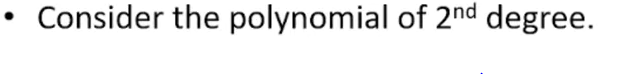 • Consider the polynomial of 2nd degree.